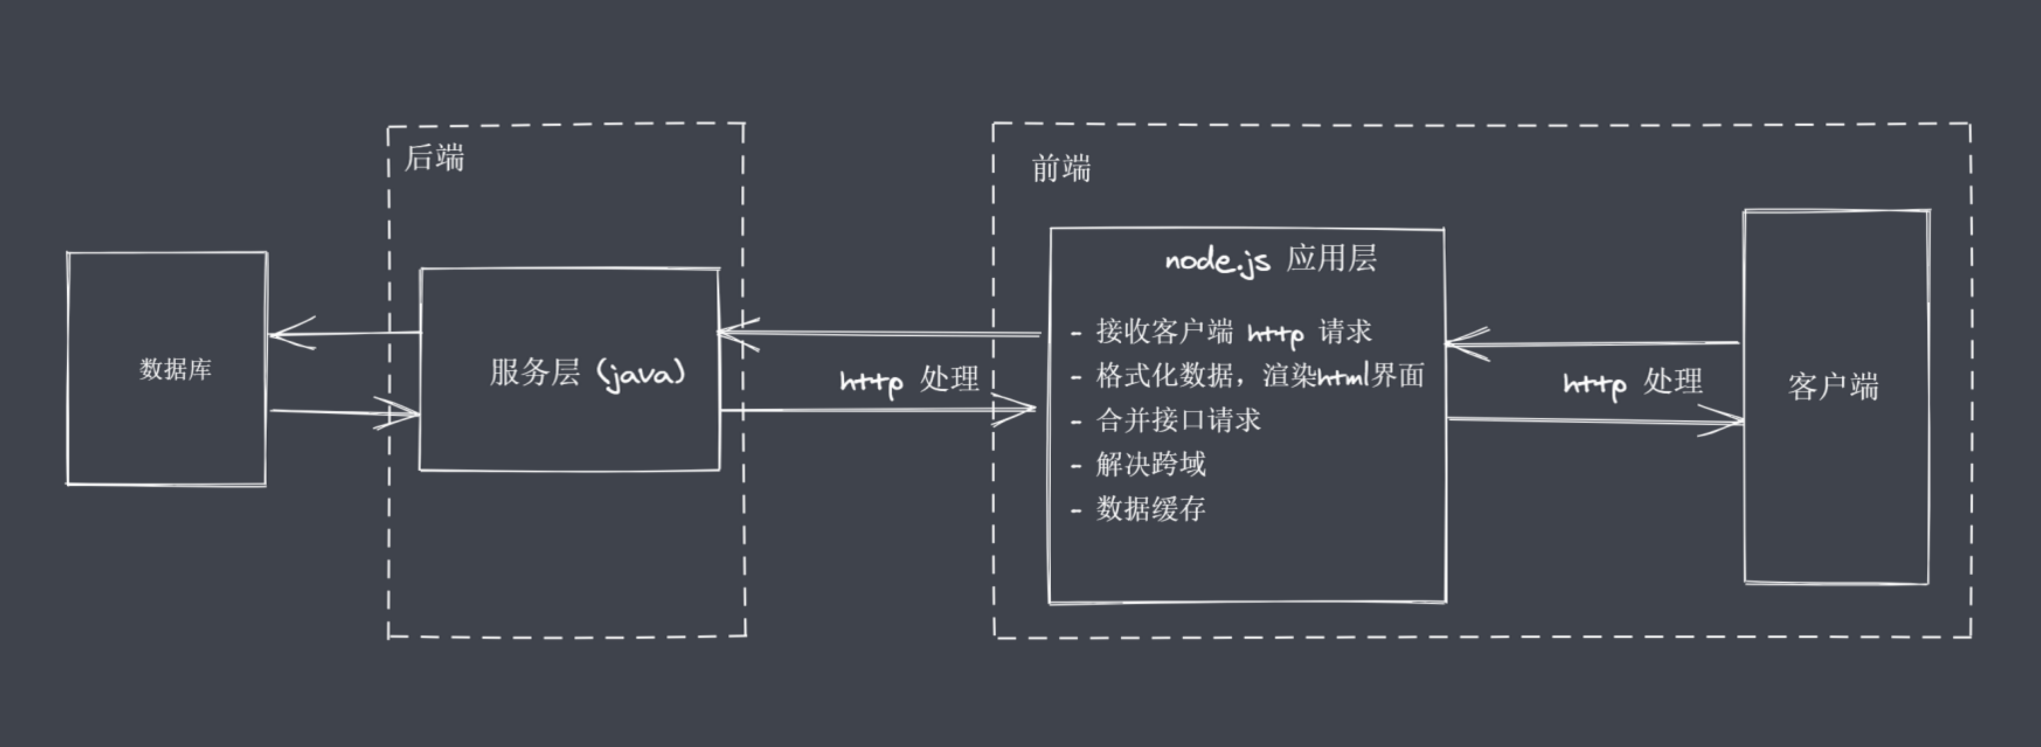 后端
前端
数据库
服务层 (java)
http 处理
node.js 应用层
- 接收客户端 http 请求
- 格式化数据，渲染html界面
- 合并接口请求
- 解决跨域
- 数据缓存
http 处理
客户端